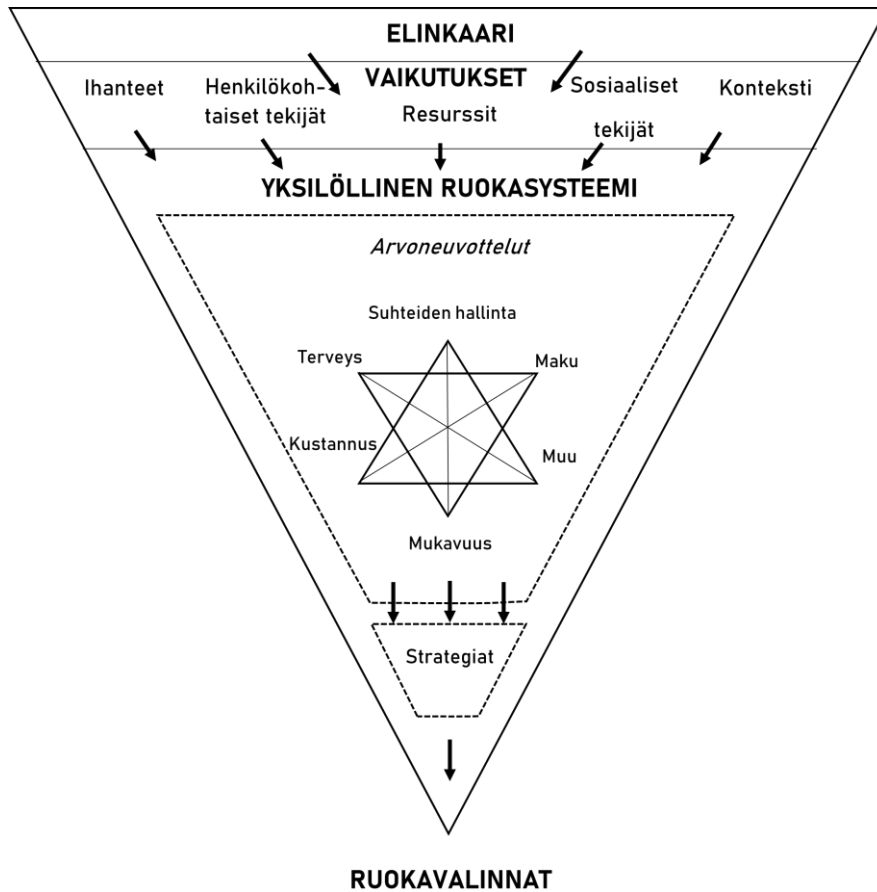 ELINKAARI
VAIKUTUKSET
Ihanteet
Henkilökoh-
taiset tekijät
Resurssit
Sosiaaliset
tekijät
Konteksti
YKSILÖLLINEN RUOKASYSTEEMI
Arvoneuvottelut
Suhteiden hallinta
Terveys
Maku
Kustannus
Muu
Mukavuus
Strategiat
RUOKAVALINNAT